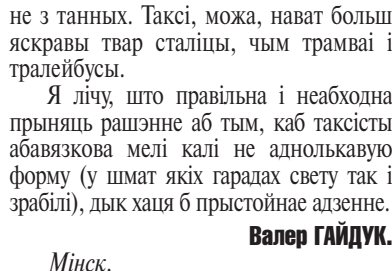 не з танных. Таксі, можа, нават больш
яскравы твар сталіцы, чым трамваі і
тралейбусы.
Я лічу, што правільна і неабходна
прыняць рашэнне аб тым, каб таксісты
абавязкова мелі калі не аднолькавую
форму (у шмат якіх гарадах свету так і
зрабілі), дык хаця б прыстойнае адзенне.
Валер ГАЙДУК.
Мінск.